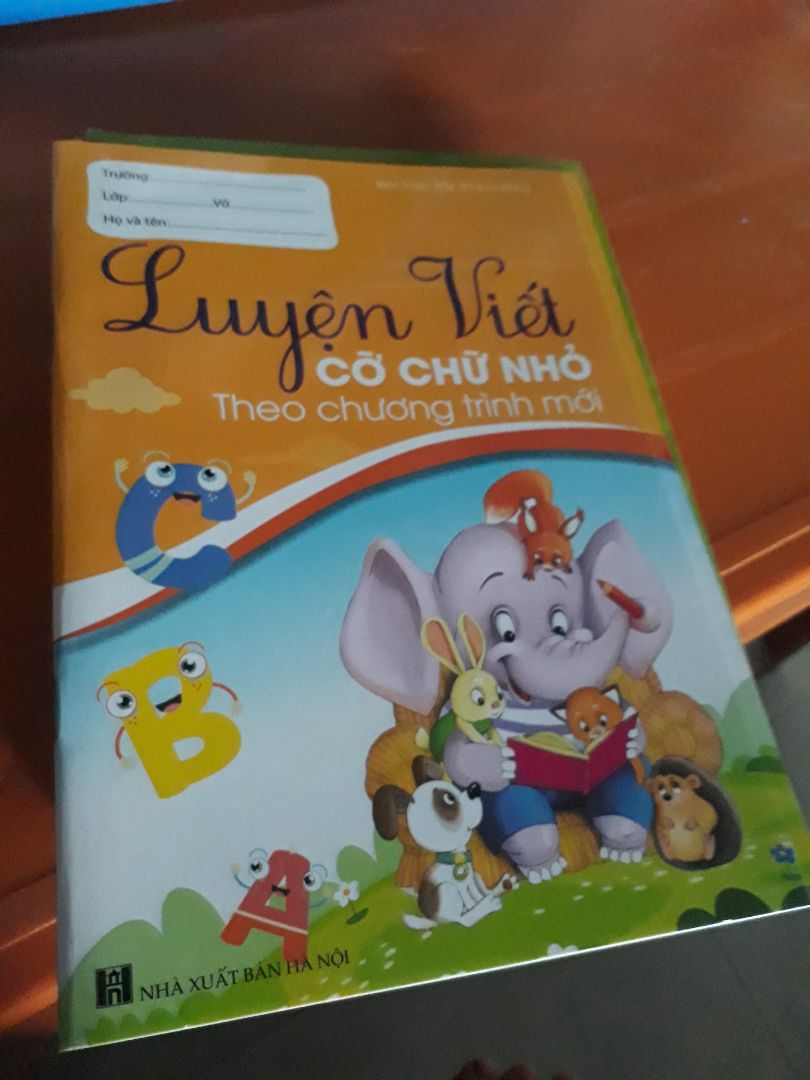 Trường
Lớp: Vở
Họ và tên:
Luyện Viết
CỠ CHỮ NHỎ
Theo chương trình mới
C
B
A
NHÀ XUẤT BẢN HÀ NỘI